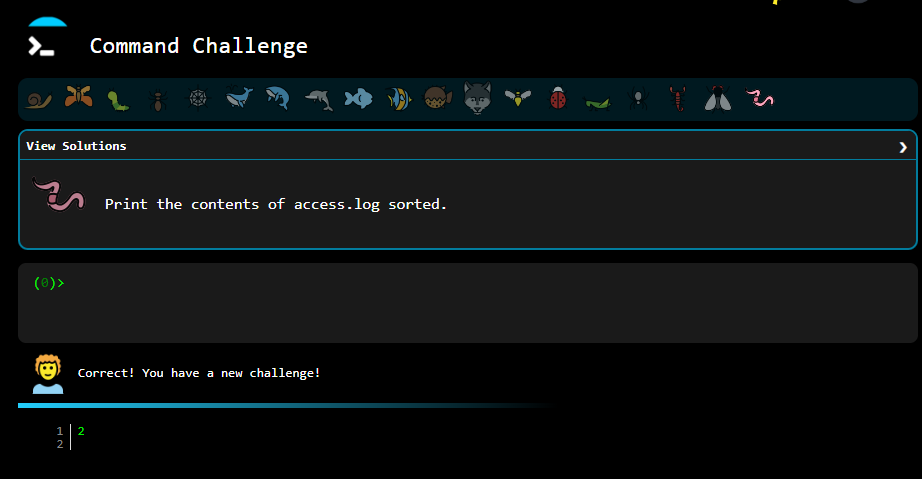 Command Challenge
View Solutions
Print the contents of access.log sorted.
(0)>
Correct! You have a new challenge!
1 2
2